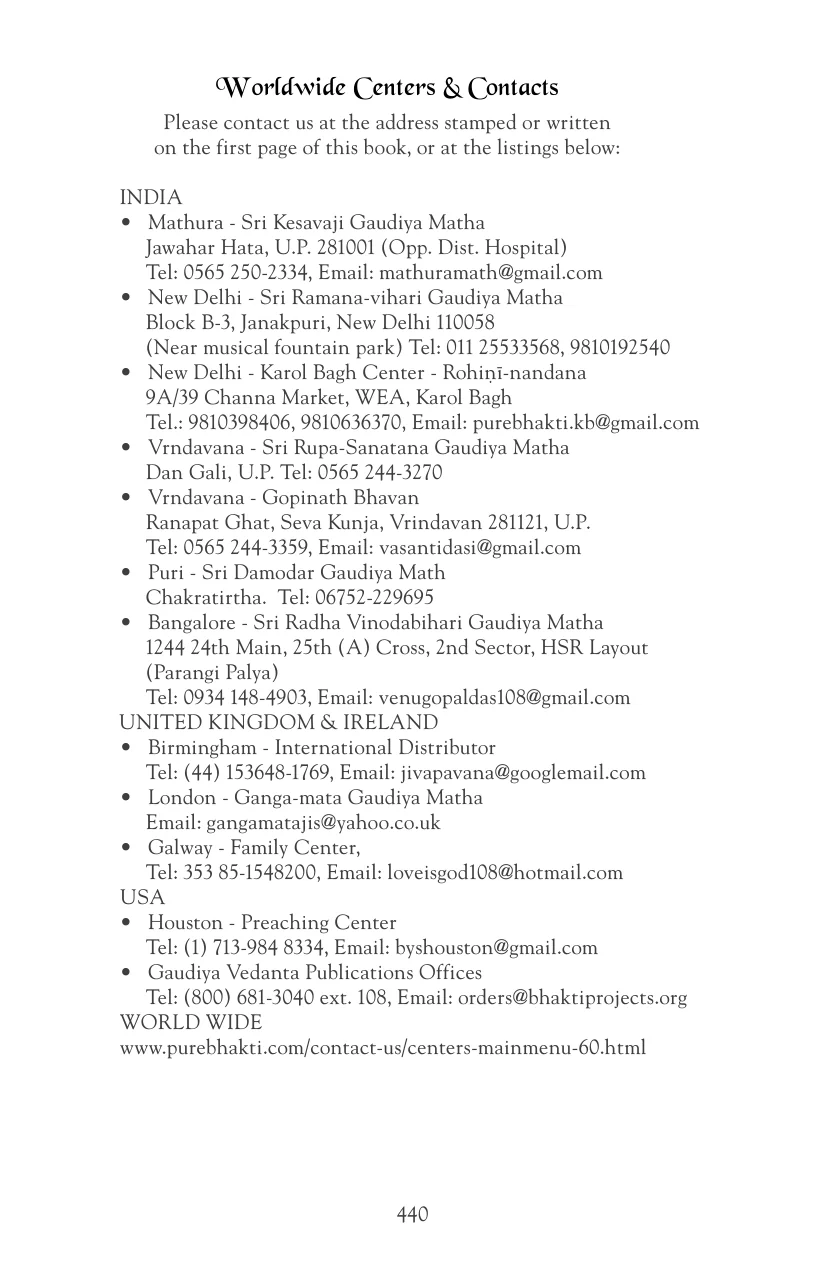 Worldwide Centers & Contacts
Please contact us at the address stamped or written
on the first page of this book, or at the listings below:
INDIA
• Mathura - Sri Kesavaji Gaudiya Matha
Jawahar Hata, U.P. 281001 (Opp. Dist. Hospital)
Tel: 0565 250-2334, Email: mathuramath@gmail.com
• New Delhi - Sri Ramana-vihari Gaudiya Matha
Block B-3, Janakpuri, New Delhi 110058
(Near musical fountain park) Tel: 011 25533568, 9810192540
• New Delhi - Karol Bagh Center - Rohiṇī-nandana
9A/39 Channa Market, WEA, Karol Bagh
Tel.: 9810398406, 9810636370, Email: purebhakti.kb@gmail.com
• Vrndavana - Sri Rupa-Sanatana Gaudiya Matha
Dan Gali, U.P. Tel: 0565 244-3270
• Vrndavana - Gopinath Bhavan
Ranapat Ghat, Seva Kunja, Vrindavan 281121, U.P.
Tel: 0565 244-3359, Email: vasantidasi@gmail.com
• Puri - Sri Damodar Gaudiya Math
Chakratirtha.  Tel: 06752-229695
• Bangalore - Sri Radha Vinodabihari Gaudiya Matha
1244 24th Main, 25th (A) Cross, 2nd Sector, HSR Layout
(Parangi Palya)
Tel: 0934 148-4903, Email: venugopaldas108@gmail.com
UNITED KINGDOM & IRELAND
• Birmingham - International Distributor
Tel: (44) 153648-1769, Email: jivapavana@googlemail.com
• London - Ganga-mata Gaudiya Matha
Email: gangamatajis@yahoo.co.uk
• Galway - Family Center,
Tel: 353 85-1548200, Email: loveisgod108@hotmail.com
USA
• Houston - Preaching Center
Tel: (1) 713-984 8334, Email: byshouston@gmail.com
• Gaudiya Vedanta Publications Offices
Tel: (800) 681-3040 ext. 108, Email: orders@bhaktiprojects.org
WORLD WIDE
www.purebhakti.com/contact-us/centers-mainmenu-60.html
440